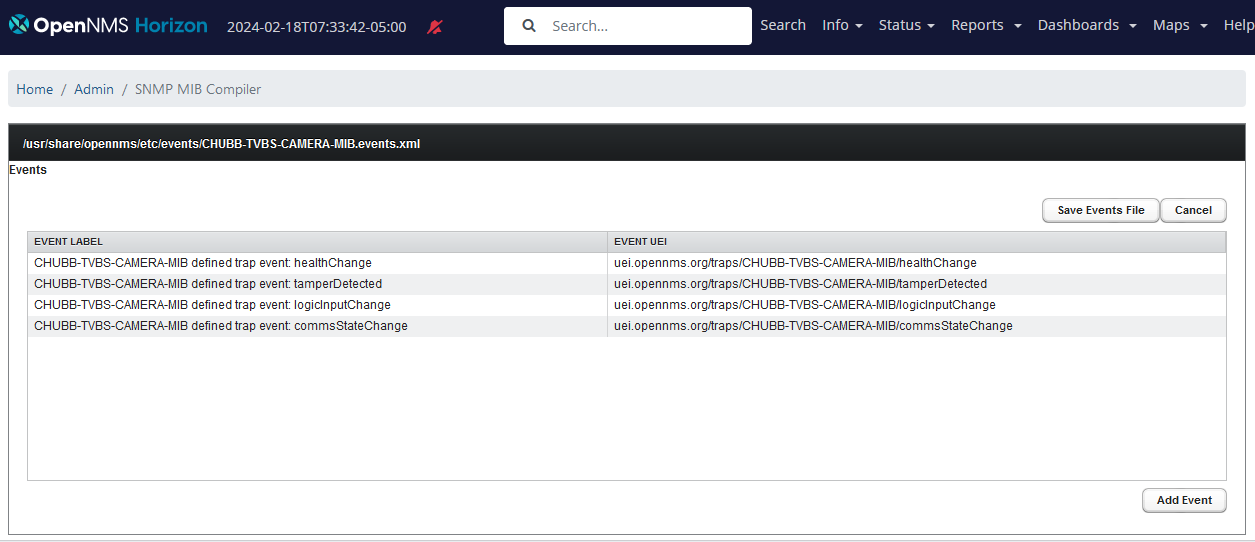 OpenNMS Horizon 2024-02-18T07:33:42-05:00 Search... Search Info Status Reports Dashboards Maps Help
Home / Admin / SNMP MIB Compiler
/usr/share/opennms/etc/events/CHUBB-TVBS-CAMERA-MIB.events.xml
Events
Save Events File Cancel
EVENT LABEL EVENT UEI
CHUBB-TVBS-CAMERA-MIB defined trap event: healthChange uei.opennms.org/traps/CHUBB-TVBS-CAMERA-MIB/healthChange
CHUBB-TVBS-CAMERA-MIB defined trap event: tamperDetected uei.opennms.org/traps/CHUBB-TVBS-CAMERA-MIB/tamperDetected
CHUBB-TVBS-CAMERA-MIB defined trap event: logicInputChange uei.opennms.org/traps/CHUBB-TVBS-CAMERA-MIB/logicInputChange
CHUBB-TVBS-CAMERA-MIB defined trap event: commsStateChange uei.opennms.org/traps/CHUBB-TVBS-CAMERA-MIB/commsStateChange
Add Event